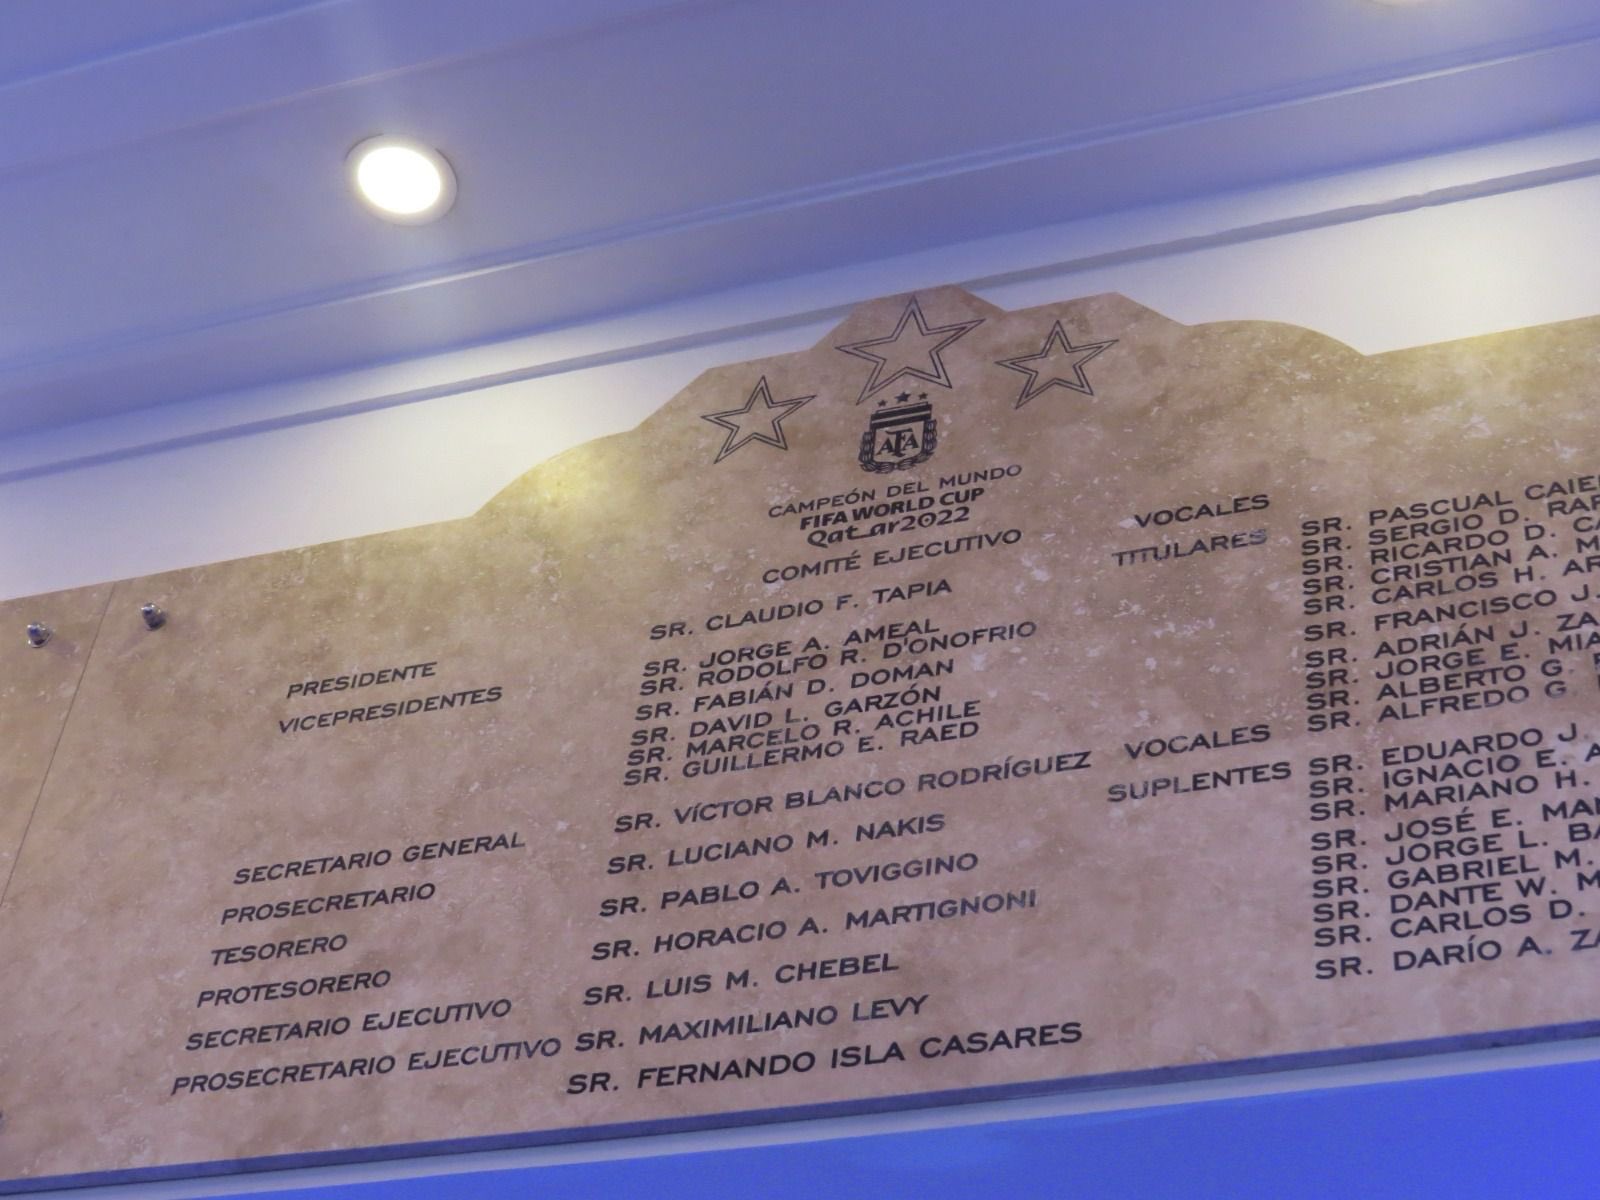 AFA
CAMPEÓN DEL MUNDO
FIFA WORLD CUP
Qatar2022
COMITÉ EJECUTIVO
PRESIDENTE
SR. CLAUDIO F. TAPIA
VICEPRESIDENTES
SR. JORGE A. AMEAL
SR. RODOLFO R. D'ONOFRIO
SR. FABIÁN D. DOMAN
SR. DAVID L. GARZÓN
SR. MARCELO R. ACHILE
SR. GUILLERMO E. RAED
SECRETARIO GENERAL
SR. VÍCTOR BLANCO RODRÍGUEZ
PROSECRETARIO
SR. LUCIANO M. NAKIS
TESORERO
SR. PABLO A. TOVIGGINO
PROTESORERO
SR. HORACIO A. MARTIGNONI
SECRETARIO EJECUTIVO
SR. LUIS M. CHEBEL
PROSECRETARIO EJECUTIVO
SR. MAXIMILIANO LEVY
SR. FERNANDO ISLA CASARES
VOCALES
TITULARES
SR. PASCUAL
SR. SERGIO D.
SR. RICARDO D.
SR. CRISTIAN A.
SR. CARLOS H.
SR. FRANCISCO J.
SR. ADRIÁN J.
SR. JORGE E.
SR. ALBERTO G.
SR. ALFREDO G.
VOCALES
SUPLENTES
SR. EDUARDO J.
SR. IGNACIO E.
SR. MARIANO H.
SR. JOSÉ E.
SR. JORGE L.
SR. GABRIEL M.
SR. DANTE W.
SR. CARLOS D.
SR. DARÍO A.